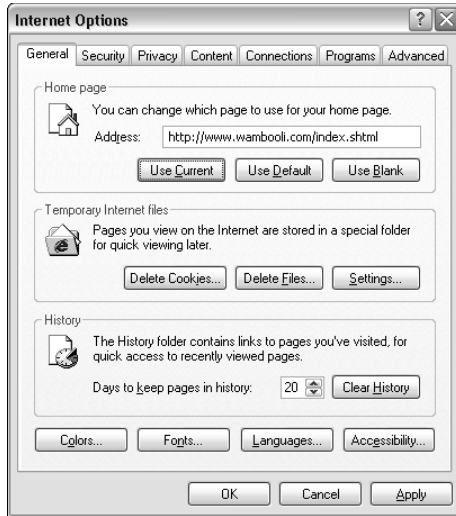 Internet Options
General Security Privacy Content Connections Programs Advanced
Home page
You can change which page to use for your home page.
Address: http://www.wambooli.com/index.shtml
Use Current Use Default Use Blank
Temporary Internet files
Pages you view on the Internet are stored in a special folder
for quick viewing later.
Delete Cookies... Delete Files... Settings...
History
The History folder contains links to pages you've visited, for
quick access to recently viewed pages.
Days to keep pages in history: 20 Clear History
Colors... Fonts... Languages... Accessibility...
OK Cancel Apply